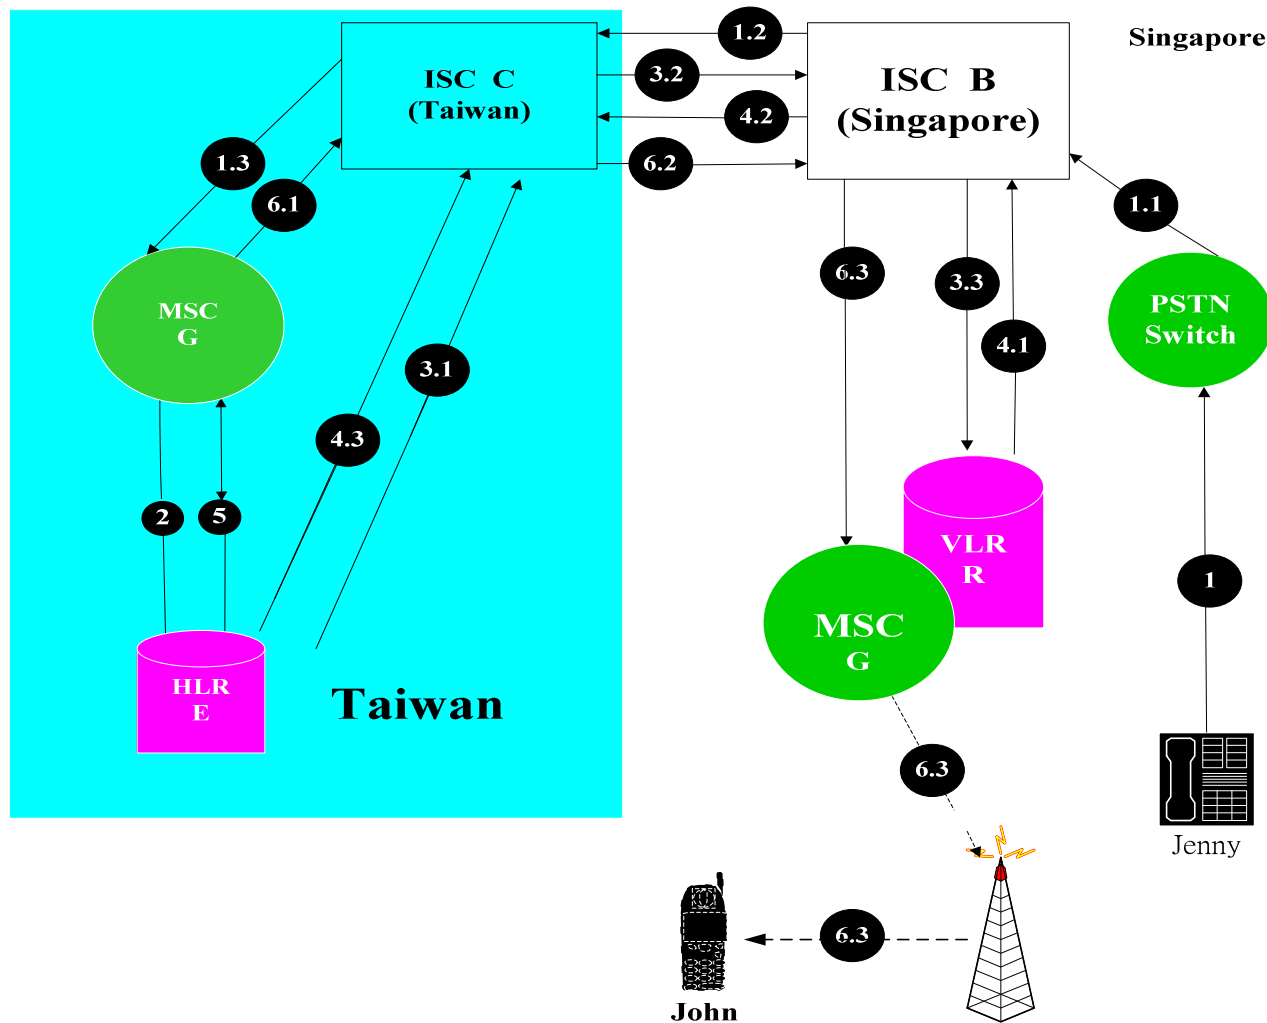 1.2
Singapore
ISC C
(Taiwan)
3.2
ISC B
(Singapore)
4.2
1.3
6.2
6.1
1.1
6.3
3.3
MSC
G
PSTN
Switch
4.1
3.1
4.3
2
5
VLR
R
1
MSC
G
HLR
E
Taiwan
6.3
Jenny
6.3
John